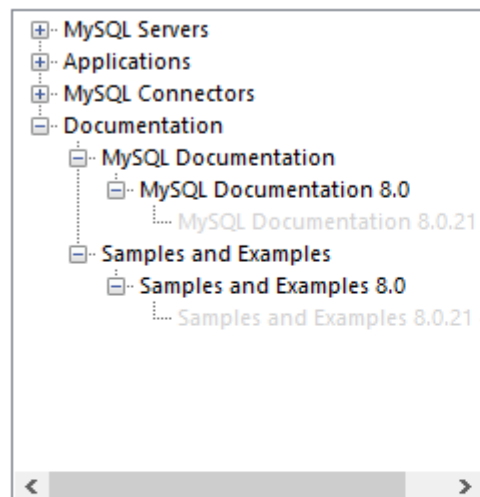 MySQL Servers
Applications
MySQL Connectors
Documentation
MySQL Documentation
MySQL Documentation 8.0
MySQL Documentation 8.0.21
Samples and Examples
Samples and Examples 8.0
Samples and Examples 8.0.21